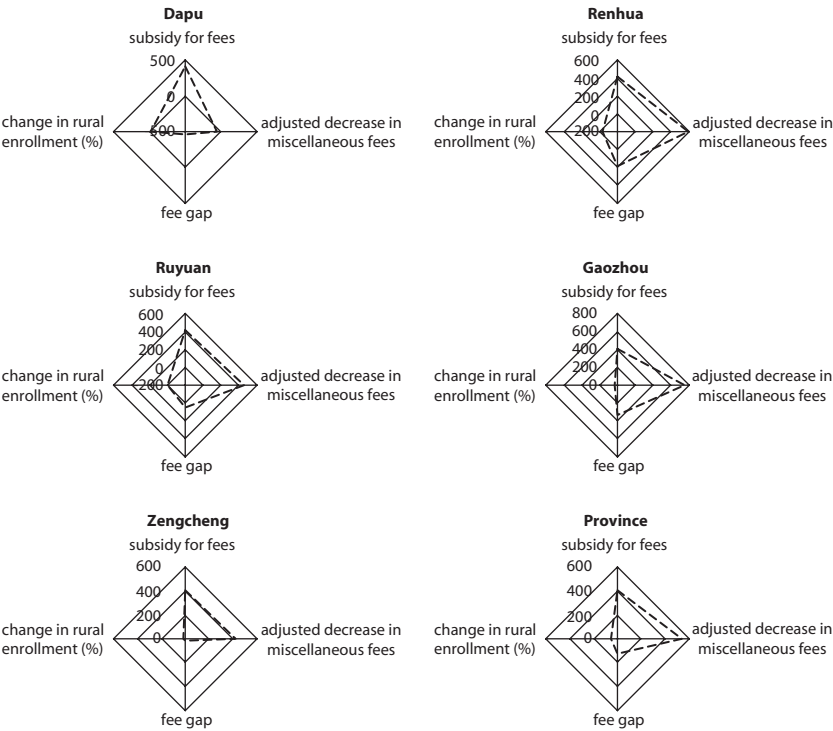 Dapu
subsidy for fees
500
0
500
change in rural
enrollment (%)
adjusted decrease in
miscellaneous fees
fee gap
Renhua
subsidy for fees
600
400
200
0
200
change in rural
enrollment (%)
adjusted decrease in
miscellaneous fees
fee gap
Ruyuan
subsidy for fees
600
400
200
0
200
change in rural
enrollment (%)
adjusted decrease in
miscellaneous fees
fee gap
Gaozhou
subsidy for fees
800
600
400
200
0
change in rural
enrollment (%)
adjusted decrease in
miscellaneous fees
fee gap
Zengcheng
subsidy for fees
600
400
200
0
change in rural
enrollment (%)
adjusted decrease in
miscellaneous fees
fee gap
Province
subsidy for fees
600
400
200
0
change in rural
enrollment (%)
adjusted decrease in
miscellaneous fees
fee gap